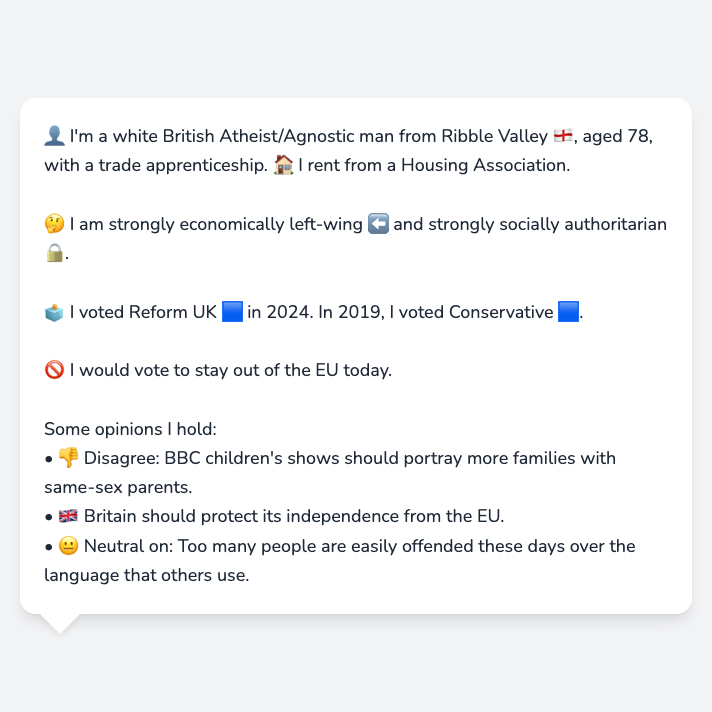 👤 I'm a white British Atheist/Agnostic man from Ribble Valley 🏴󠁧󠁢󠁥󠁮󠁧󠁿, aged 78,
with a trade apprenticeship. 🏠 I rent from a Housing Association.
🤔 I am strongly economically left-wing ⬅️ and strongly socially authoritarian
🔒.
🗳️ I voted Reform UK 🟦 in 2024. In 2019, I voted Conservative 🟦.
🚫 I would vote to stay out of the EU today.
Some opinions I hold:
• 👎 Disagree: BBC children's shows should portray more families with
same-sex parents.
• 🇬🇧 Britain should protect its independence from the EU.
• 😐 Neutral on: Too many people are easily offended these days over the
language that others use.